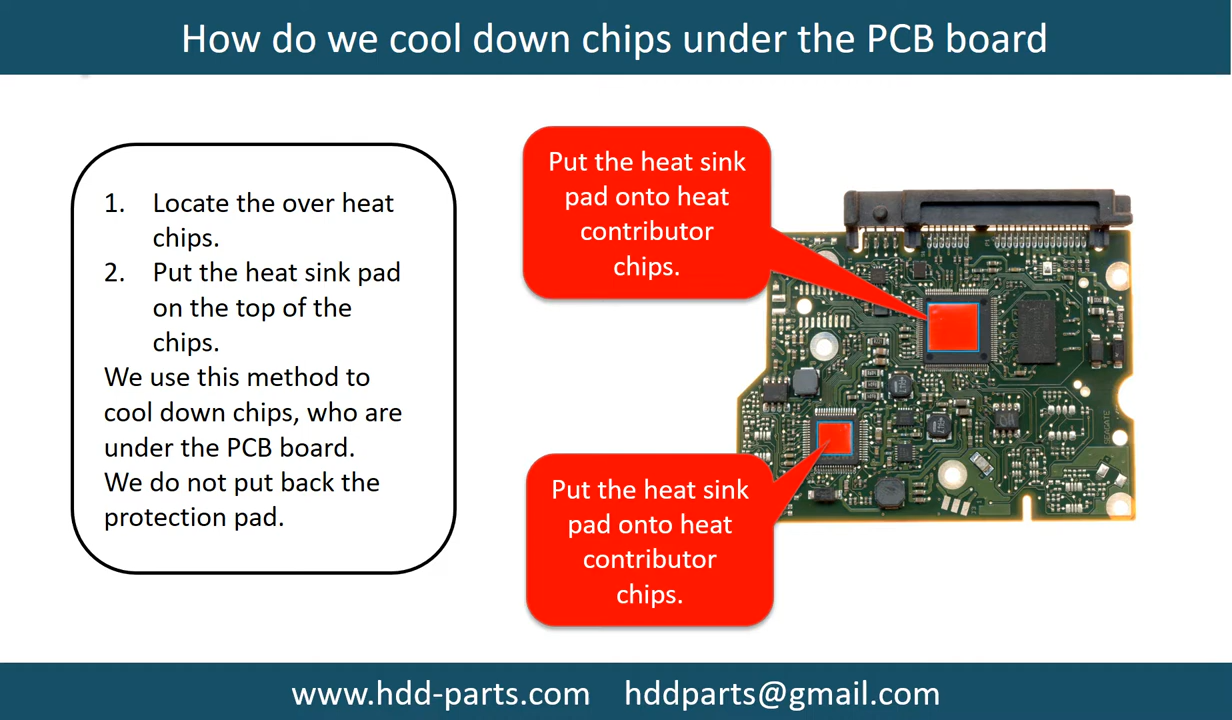 How do we cool down chips under the PCB board
1. Locate the over heat
chips.
2. Put the heat sink pad
on the top of the
chips.
We use this method to
cool down chips, who are
under the PCB board.
We do not put back the
protection pad.
Put the heat sink
pad onto heat
contributor
chips.
Put the heat sink
pad onto heat
contributor
chips.
www.hdd-parts.com hddparts@gmail.com